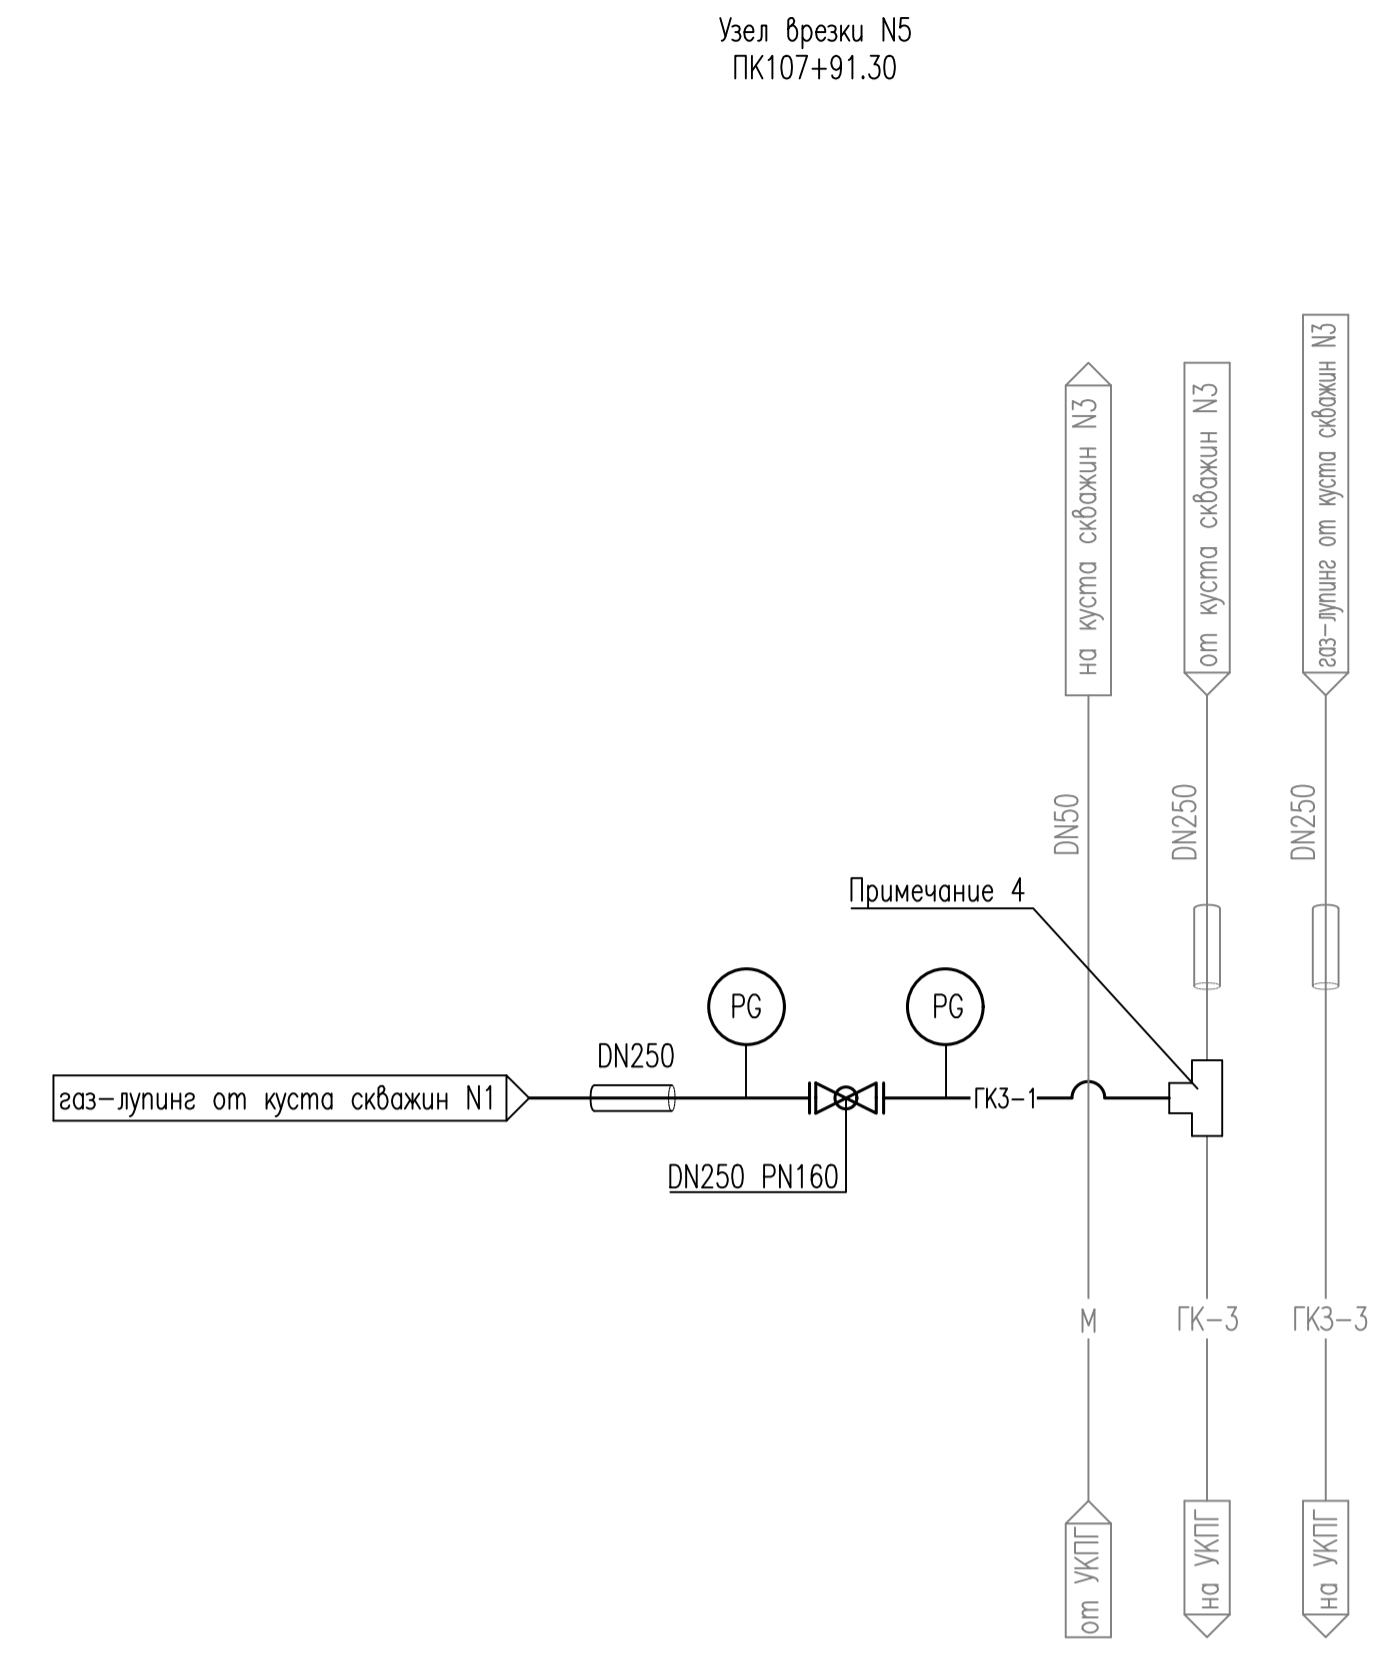 Узел врезки N5
ПК107+91.30
на куста скважин N3
от куста скважин N3
газ-лупинг от куста скважин N3
DN50
DN250
DN250
Примечание 4
PG
PG
DN250
газ-лупинг от куста скважин N1
ГКЗ-1
DN250 PN160
М
ГК-3
ГКЗ-3
от УКПГ
на УКПГ
на УКПГ